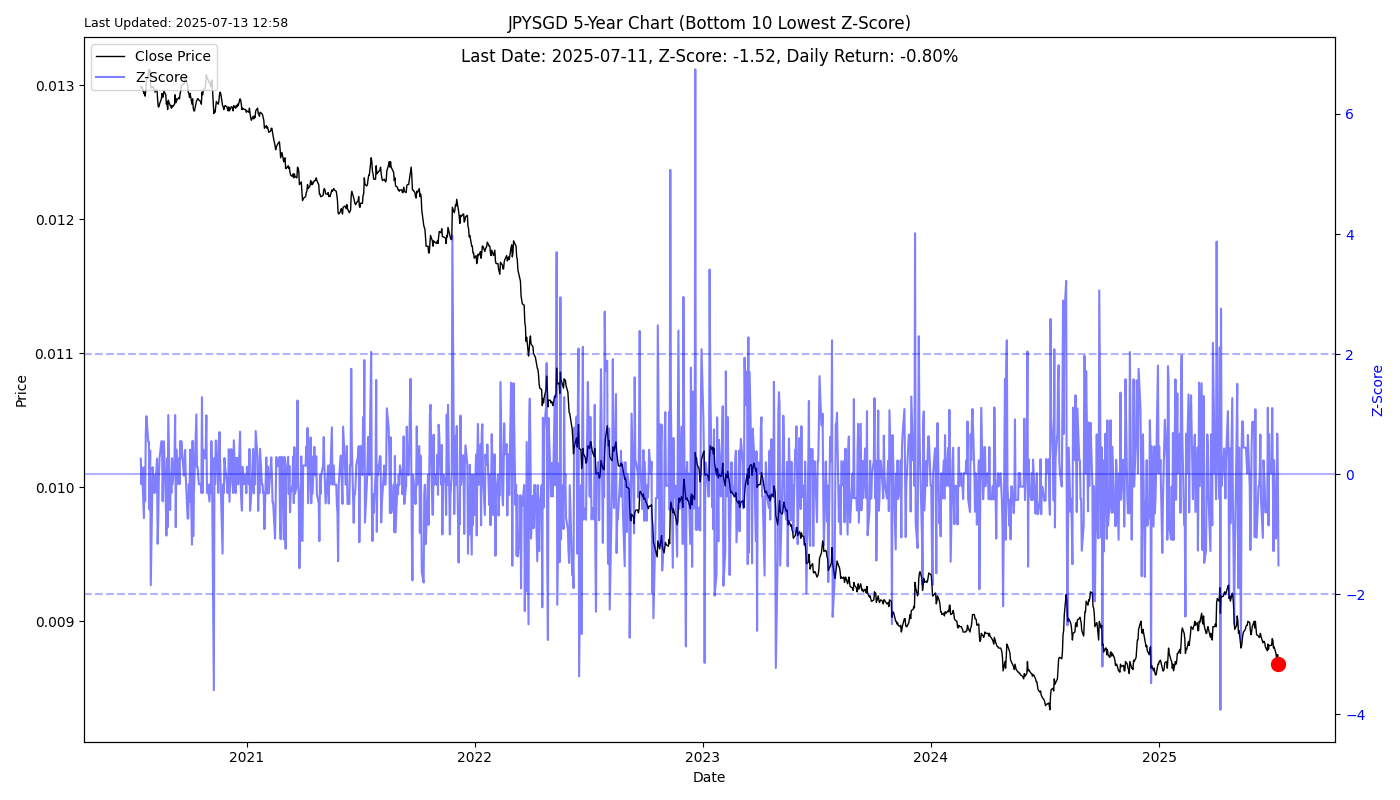 Last Updated: 2025-07-13 12:58
JPYSGD 5-Year Chart (Bottom 10 Lowest Z-Score)
Last Date: 2025-07-11, Z-Score: -1.52, Daily Return: -0.80%
Close Price
Z-Score
0.013
0.012
0.011
0.010
0.009
Price
6
4
2
0
−2
−4
Z-Score
2021
2022
2023
2024
2025
Date